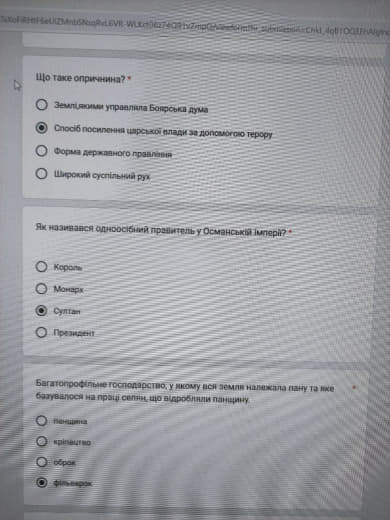 Що таке опричнина? *
Землі,якими управляла Боярська дума
Спосіб посилення царської влади за допомогою терору
Форма державного правління
Широкий суспільний рух
Як називався одноосібний правитель у Османській імперії? *
Король
Монарх
Султан
Президент
Багатопрофільне господарство, у якому вся земля належала пану та яке *
базувалося на праці селян, що відробляли панщину.
панщина
кріпацтво
оброк
фільварок